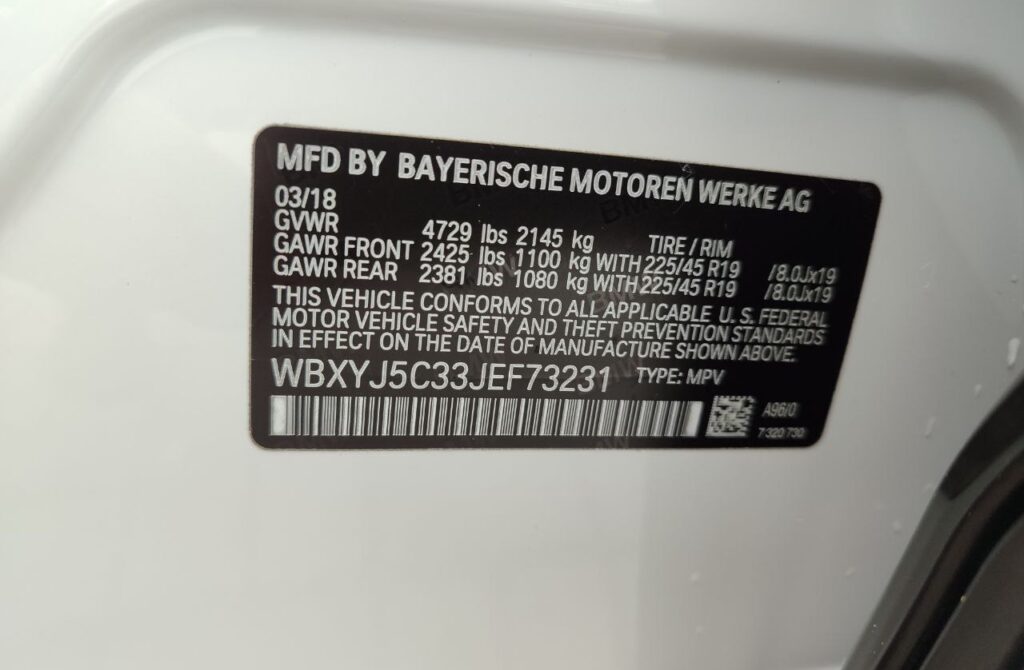 MFD BY BAYERISCHE MOTOREN WERKE AG
03/18
GVWR 4729 lbs 2145 kg TIRE / RIM
GAWR FRONT 2425 lbs 1100 kg WITH 225/45 R19 /8.0Jx19
GAWR REAR 2381 lbs 1080 kg WITH 225/45 R19 /8.0Jx19
THIS VEHICLE CONFORMS TO ALL APPLICABLE U.S. FEDERAL
MOTOR VEHICLE SAFETY AND THEFT PREVENTION STANDARDS
IN EFFECT ON THE DATE OF MANUFACTURE SHOWN ABOVE.
WBXYJ5C33JEF73231 TYPE: MPV
A96/0
7 320 730